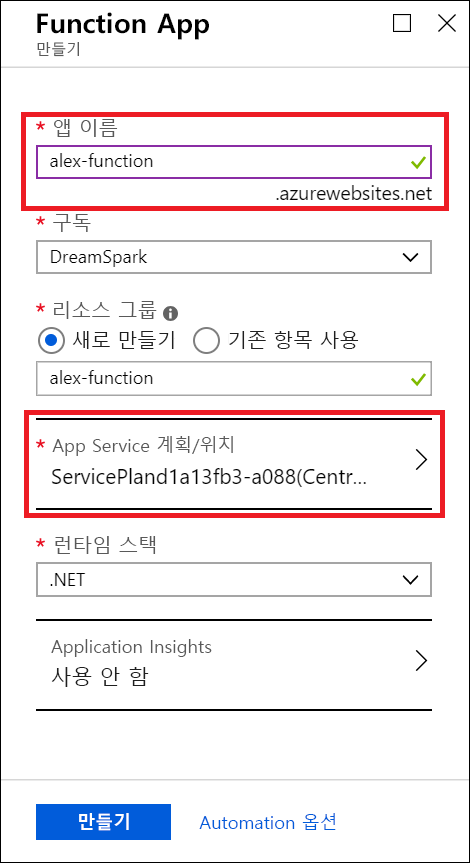 Function App
만들기
* 앱 이름
alex-function
.azurewebsites.net
* 구독
DreamSpark
* 리소스 그룹
새로 만들기 기존 항목 사용
alex-function
* App Service 계획/위치
ServicePland1a13fb3-a088(Centr...
* 런타임 스택
.NET
Application Insights
사용 안 함
만들기 Automation 옵션